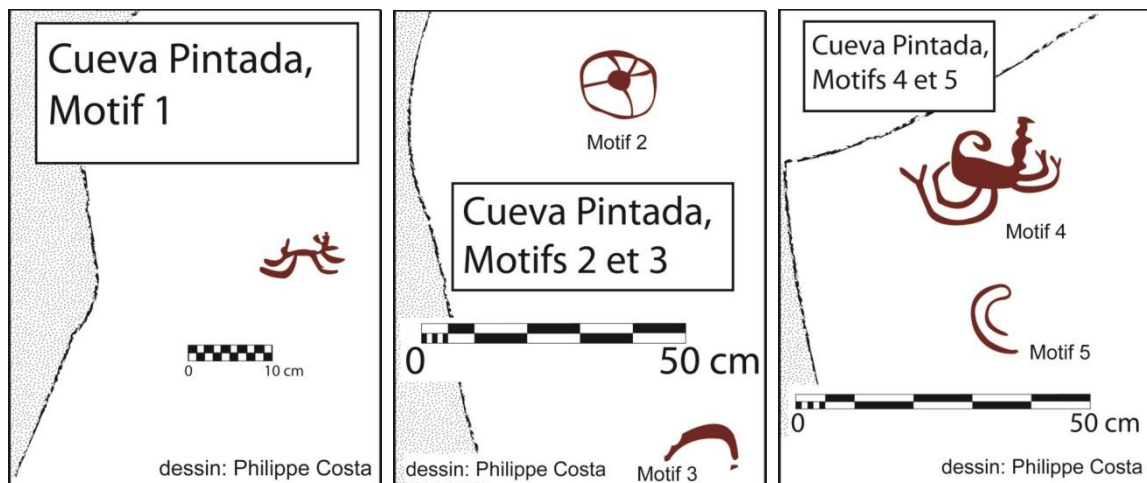 Cueva Pintada,
Motif 1
0 10 cm
dessin: Philippe Costa
Motif 2
Cueva Pintada,
Motifs 2 et 3
0 50 cm
dessin: Philippe Costa
Motif 3
Cueva Pintada,
Motifs 4 et 5
Motif 4
Motif 5
0 50 cm
dessin: Philippe Costa